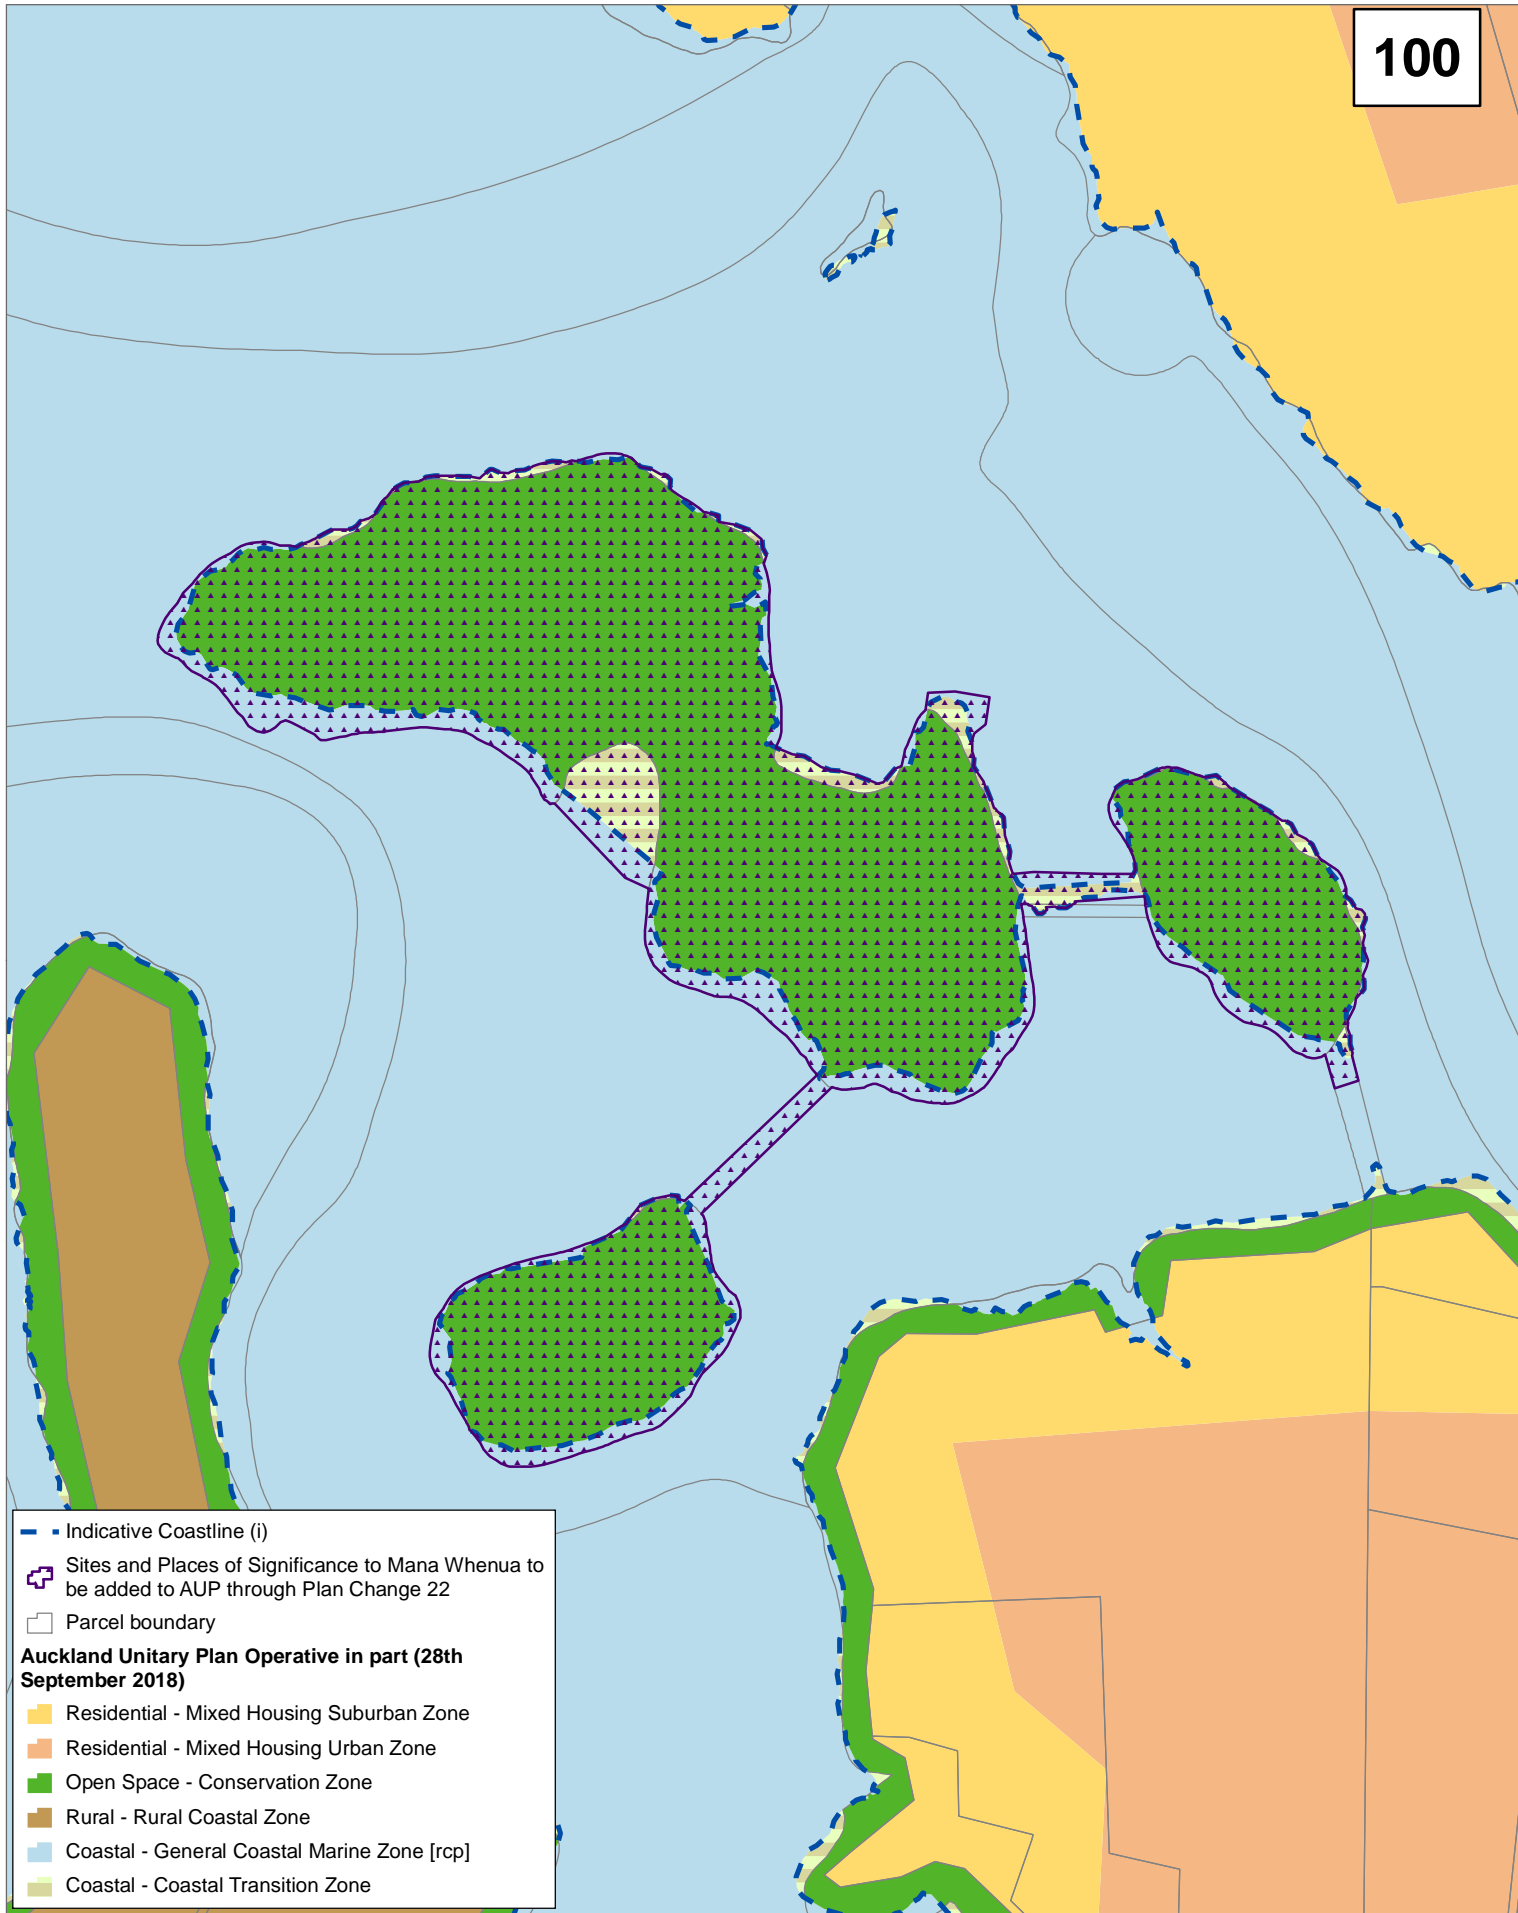 100
Indicative Coastline (i)
Sites and Places of Significance to Mana Whenua to
be added to AUP through Plan Change 22
Parcel boundary
Auckland Unitary Plan Operative in part (28th
September 2018)
Residential - Mixed Housing Suburban Zone
Residential - Mixed Housing Urban Zone
Open Space - Conservation Zone
Rural - Rural Coastal Zone
Coastal - General Coastal Marine Zone [rcp]
Coastal - Coastal Transition Zone